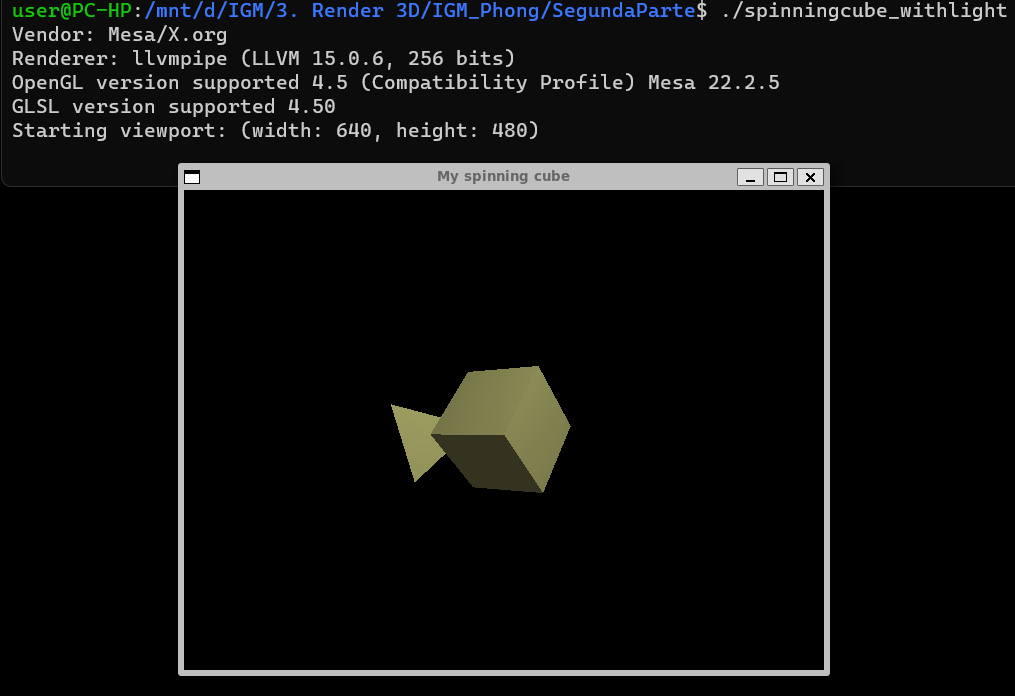 user@PC-HP:/mnt/d/IGM/3. Render 3D/IGM_Phong/SegundaParte$ ./spinningcube_withlight
Vendor: Mesa/X.org
Renderer: llvmpipe (LLVM 15.0.6, 256 bits)
OpenGL version supported 4.5 (Compatibility Profile) Mesa 22.2.5
GLSL version supported 4.50
Starting viewport: (width: 640, height: 480)
My spinning cube